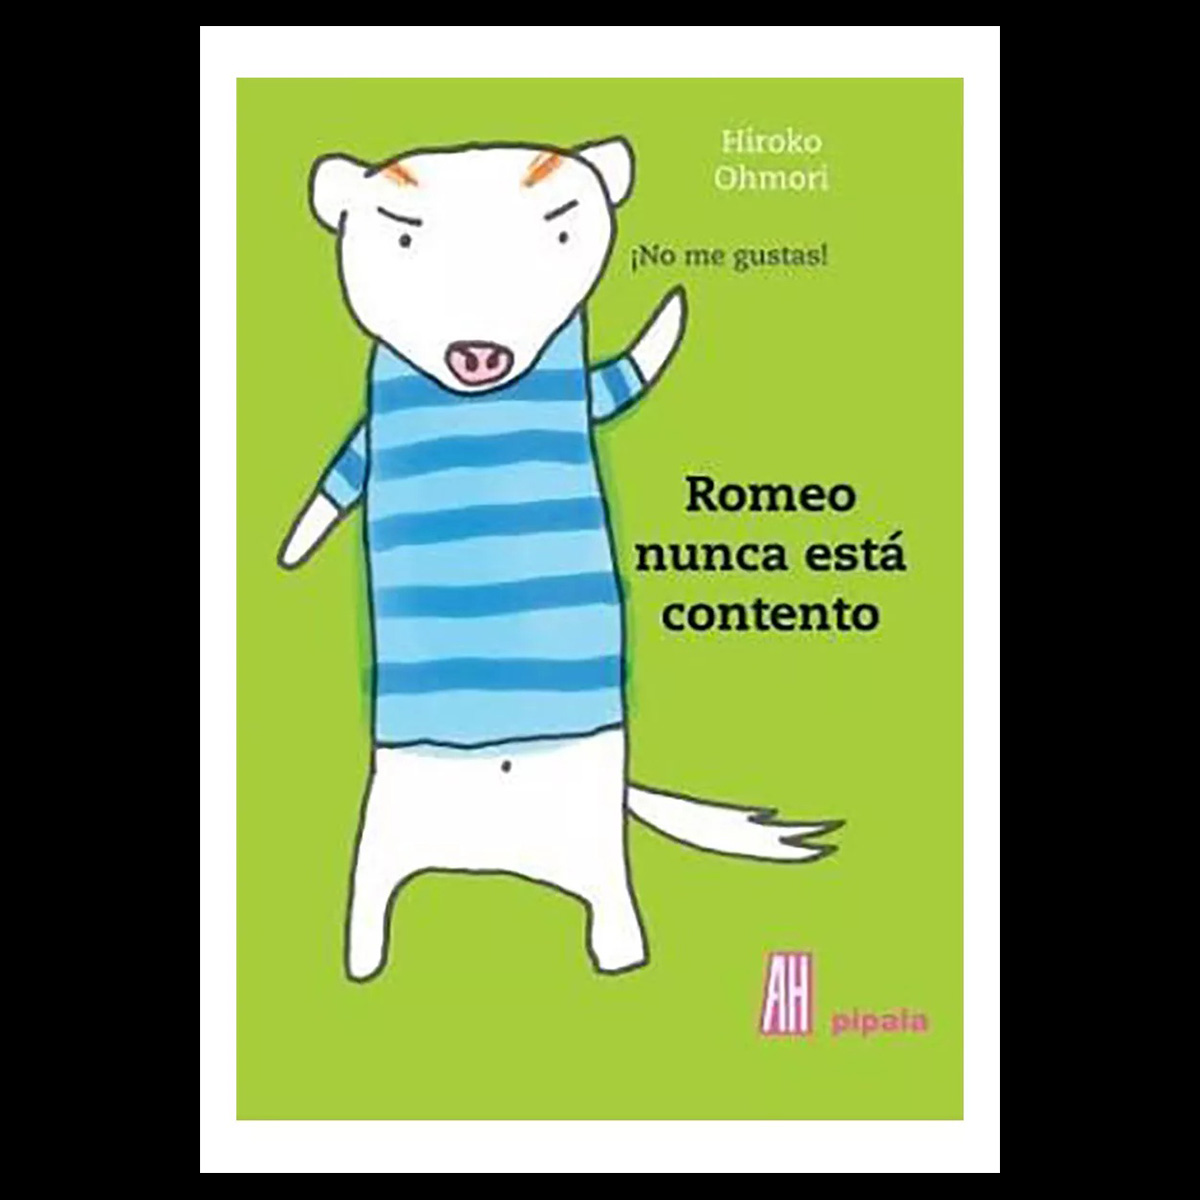 Hiroko
Ohmori
¡No me gustas!
Romeo
nunca está
contento
AH
pipala